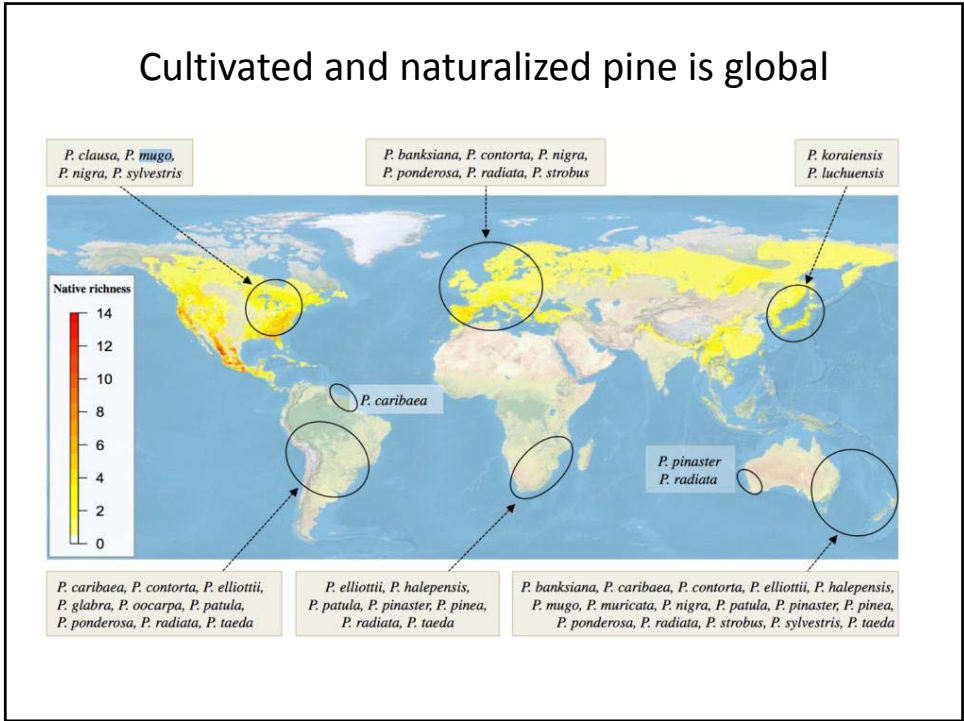 Cultivated and naturalized pine is global
P. clausa, P. mugo,
P. nigra, P. sylvestris
P. banksiana, P. contorta, P. nigra,
P. ponderosa, P. radiata, P. strobus
P. koraiensis
P. luchuensis
Native richness
14
12
10
8
6
4
2
0
P. caribaea
P. pinaster
P. radiata
P. caribaea, P. contorta, P. elliottii,
P. glabra, P. oocarpa, P. patula,
P. ponderosa, P. radiata, P. taeda
P. elliottii, P. halepensis,
P. patula, P. pinaster, P. pinea,
P. radiata, P. taeda
P. banksiana, P. caribaea, P. contorta, P. elliottii, P. halepensis,
P. mugo, P. muricata, P. nigra, P. patula, P. pinaster, P. pinea,
P. ponderosa, P. radiata, P. strobus, P. sylvestris, P. taeda